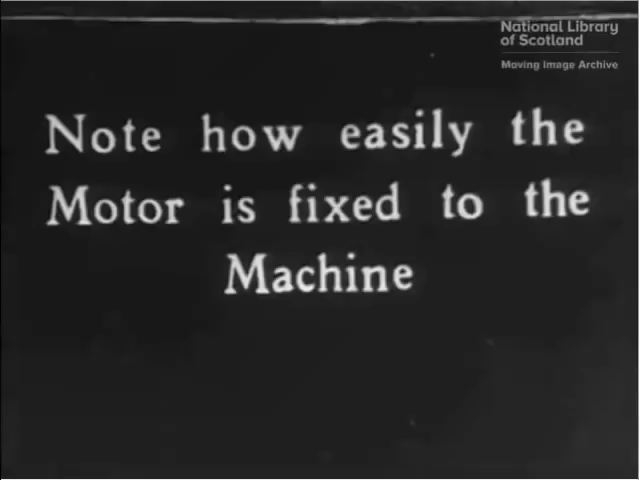 National Library
of Scotland
Moving Image Archive
Note how easily the
Motor is fixed to the
Machine